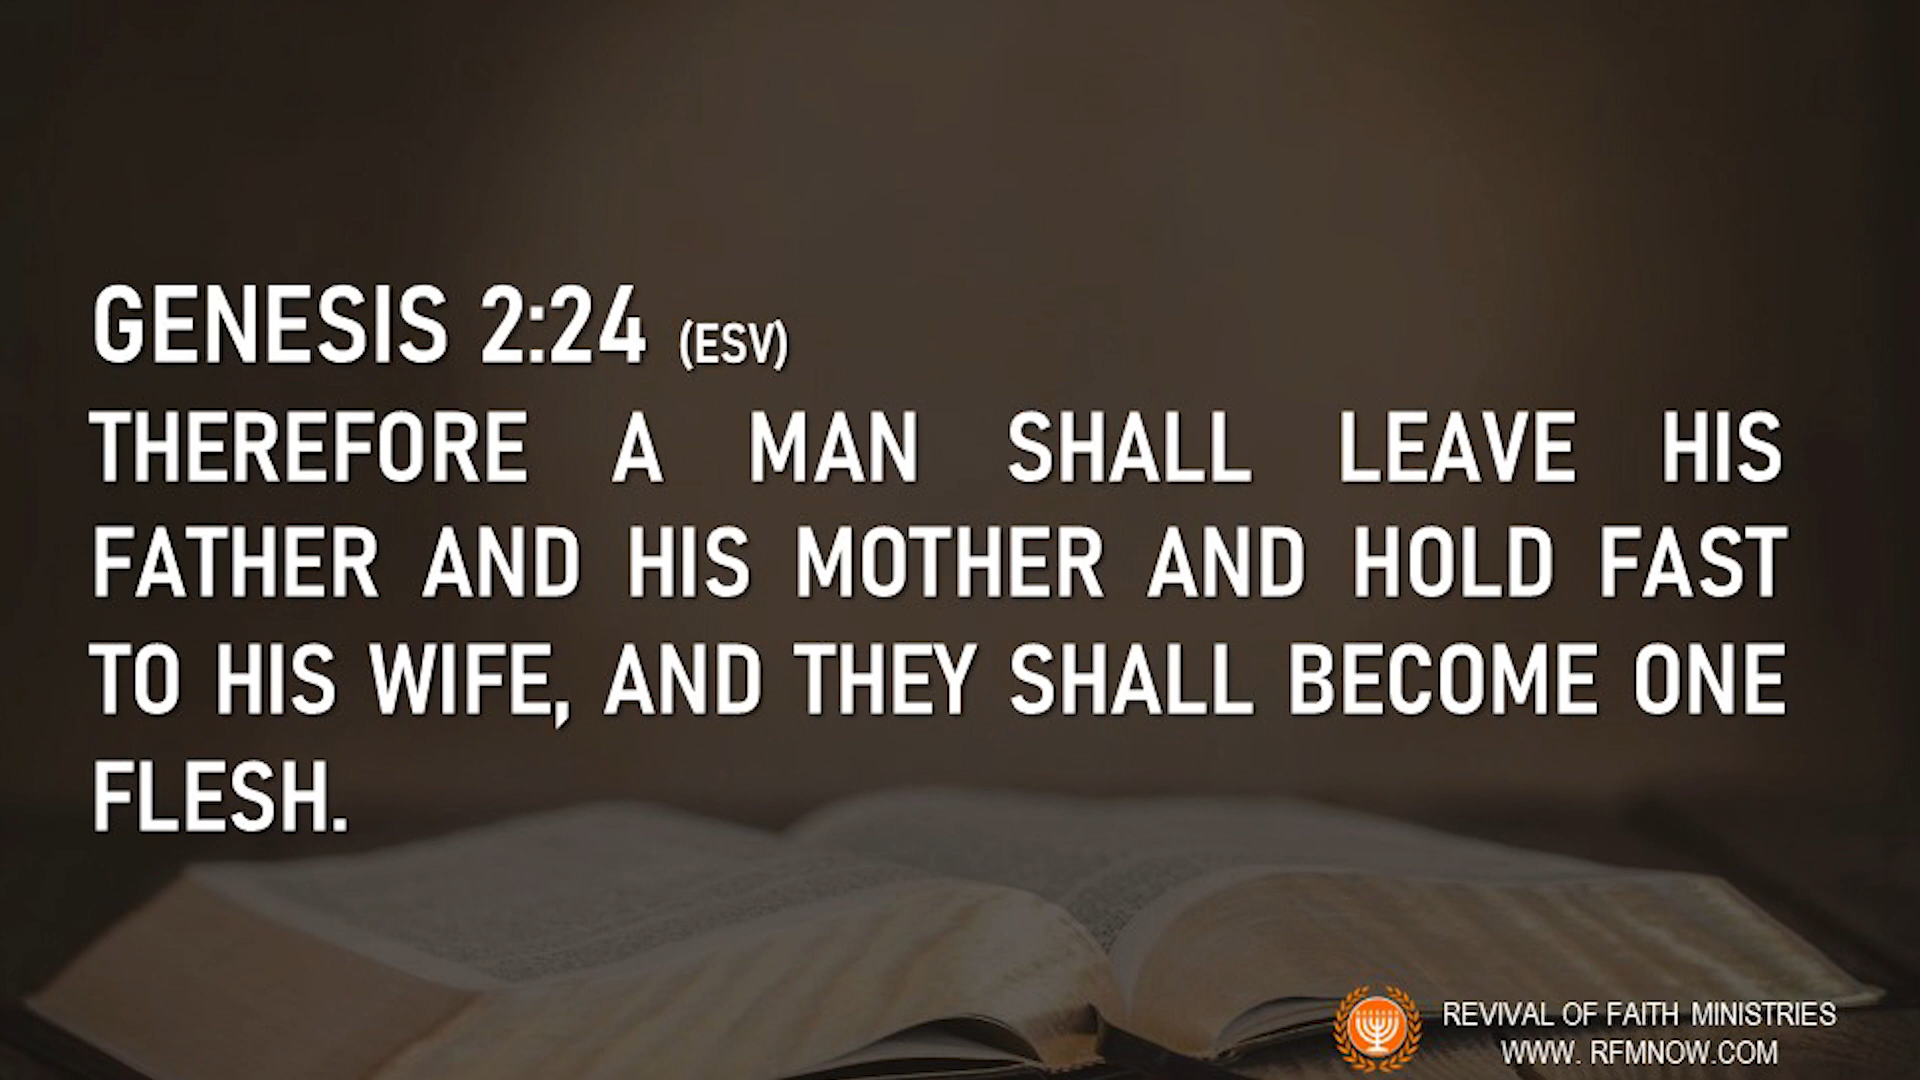 GENESIS 2:24 (ESV)
THEREFORE A MAN SHALL LEAVE HIS
FATHER AND HIS MOTHER AND HOLD FAST
TO HIS WIFE, AND THEY SHALL BECOME ONE
FLESH.
REVIVAL OF FAITH MINISTRIES
WWW. RFMNOW.COM